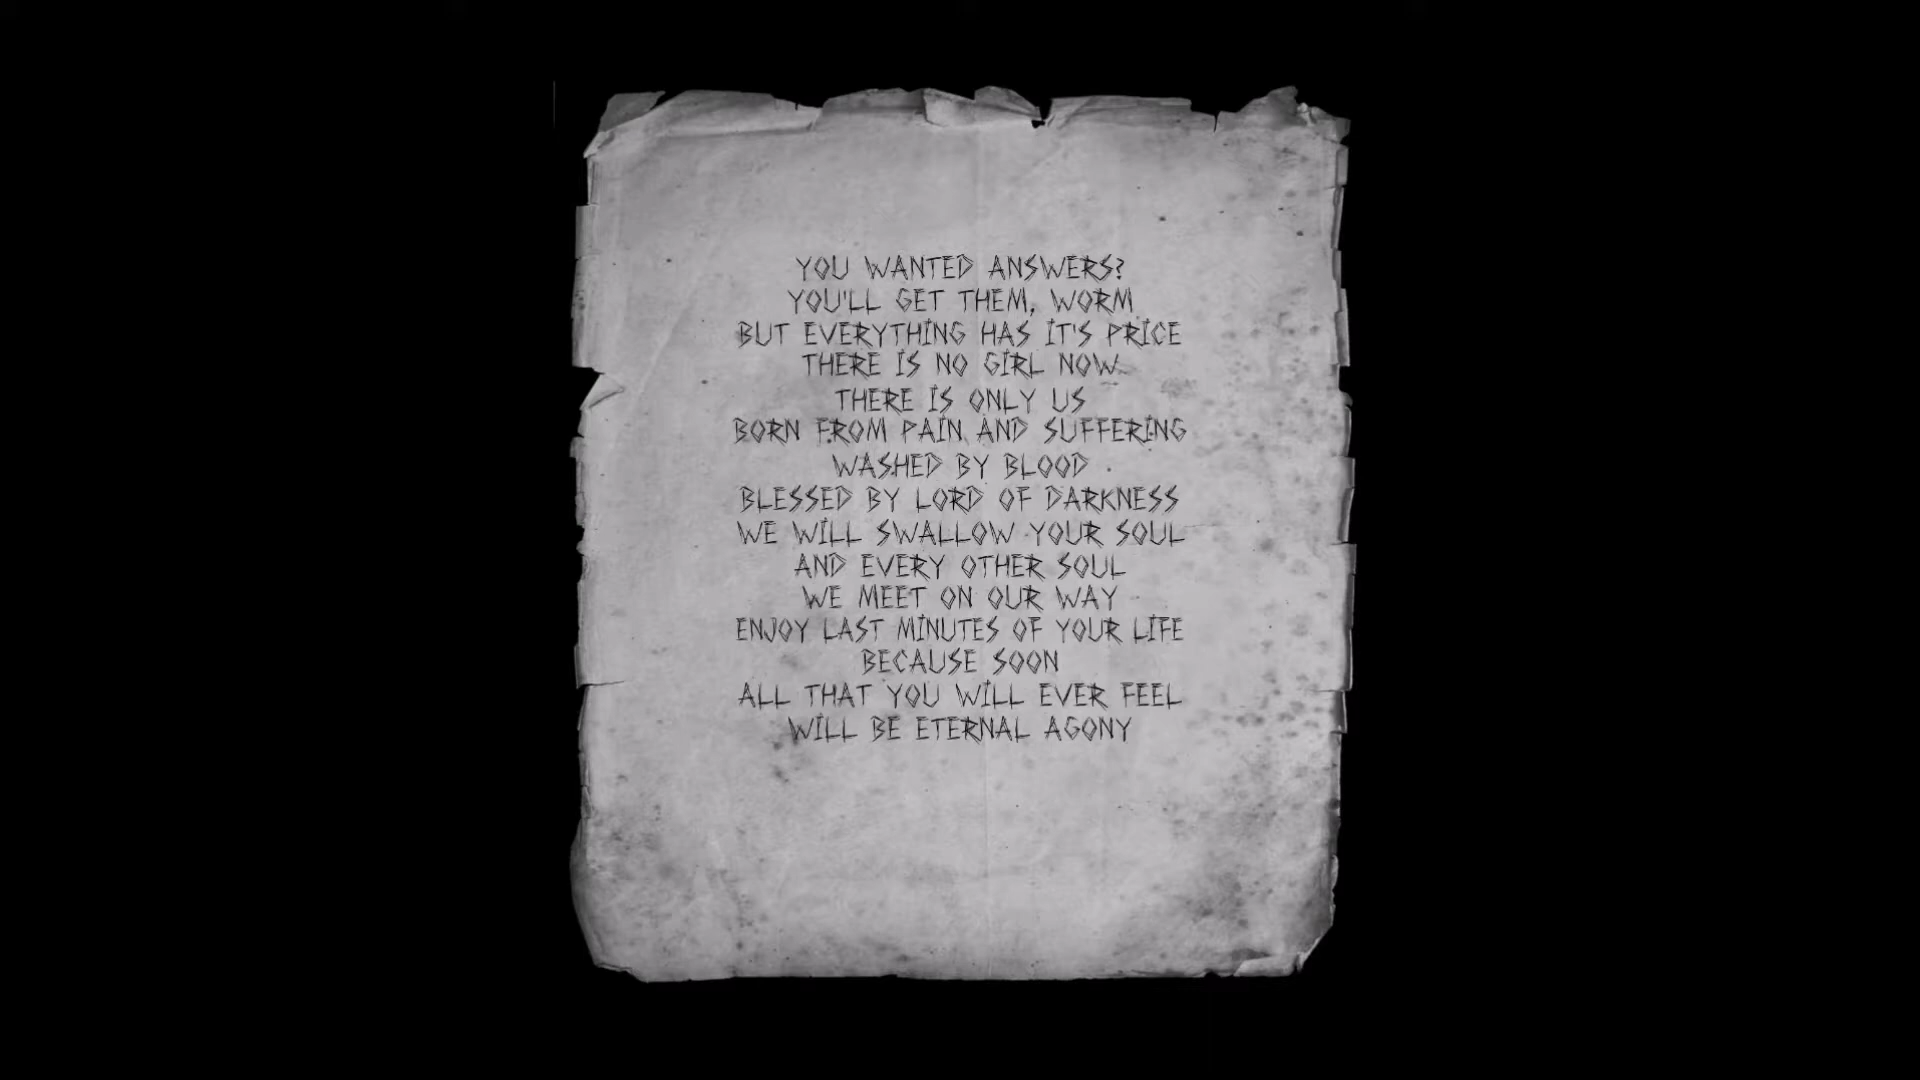 YOU WANTED ANSWERS?
YOU'LL GET THEM, WORM
BUT EVERYTHING HAS IT'S PRICE
THERE IS NO GIRL NOW
THERE IS ONLY US
BORN FROM PAIN AND SUFFERING
WASHED BY BLOOD
BLESSED BY LORD OF DARKNESS
WE WILL SWALLOW YOUR SOUL
AND EVERY OTHER SOUL
WE MEET ON OUR WAY
ENJOY LAST MINUTES OF YOUR LIFE
BECAUSE SOON
ALL THAT YOU WILL EVER FEEL
WILL BE ETERNAL AGONY